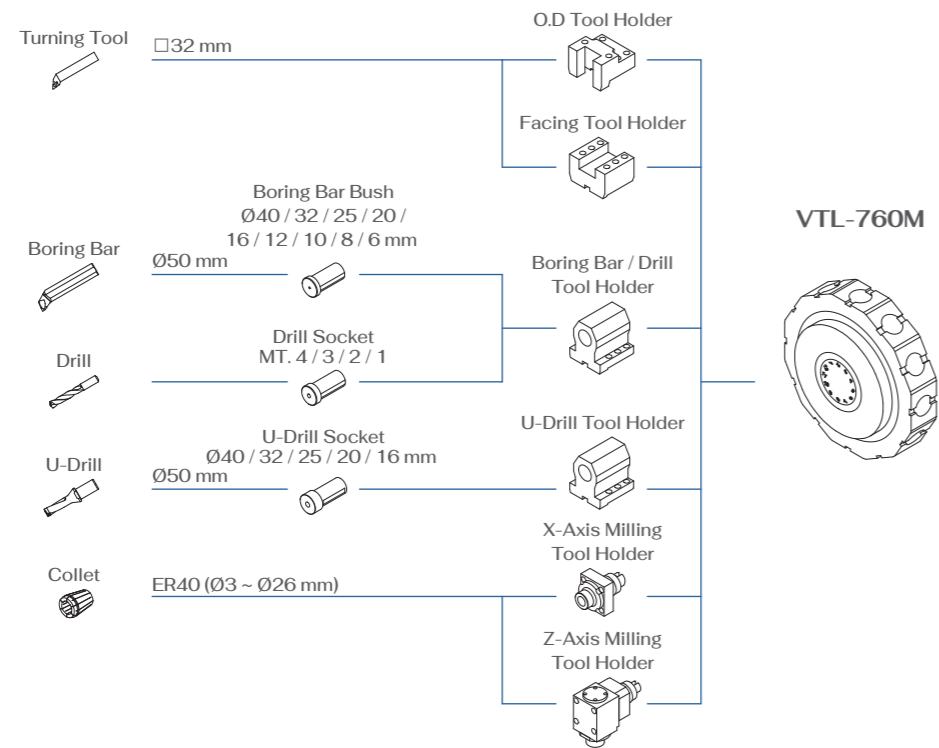 O.D Tool Holder
Turning Tool
□32 mm
Facing Tool Holder
Boring Bar Bush
Ø40 / 32 / 25 / 20 /
16 / 12 / 10 / 8 / 6 mm
VTL-760M
Boring Bar
Ø50 mm
Boring Bar / Drill
Tool Holder
Drill Socket
MT. 4 / 3 / 2 / 1
Drill
U-Drill Tool Holder
U-Drill Socket
Ø40 / 32 / 25 / 20 / 16 mm
U-Drill
Ø50 mm
X-Axis Milling
Tool Holder
Collet
ER40 (Ø3 ~ Ø26 mm)
Z-Axis Milling
Tool Holder